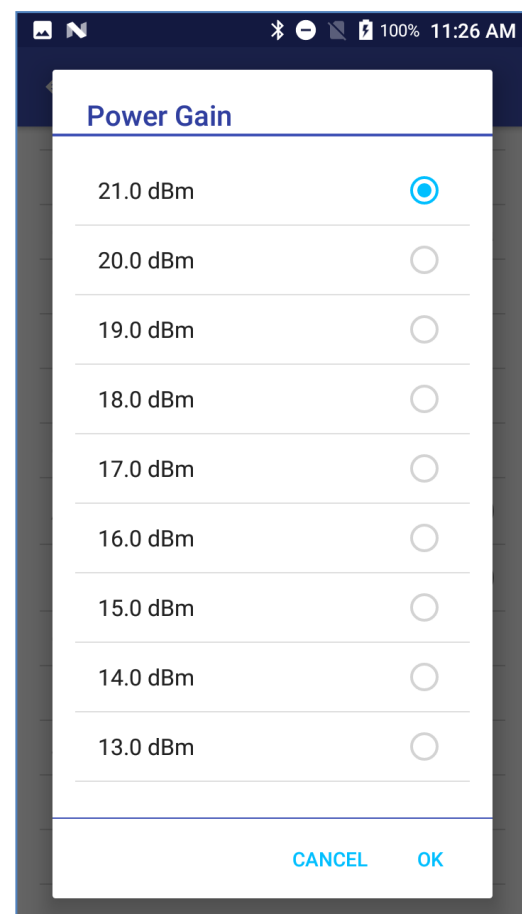 100% 11:26 AM
Power Gain
21.0 dBm
20.0 dBm
19.0 dBm
18.0 dBm
17.0 dBm
16.0 dBm
15.0 dBm
14.0 dBm
13.0 dBm
CANCEL OK